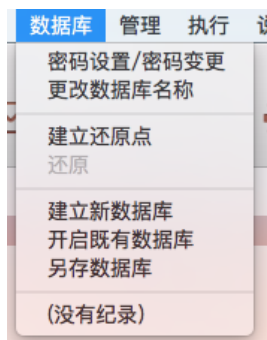 数据库 管理 执行
密码设置/密码变更
更改数据库名称
建立还原点
还原
建立新数据库
开启既有数据库
另存数据库
(没有纪录)